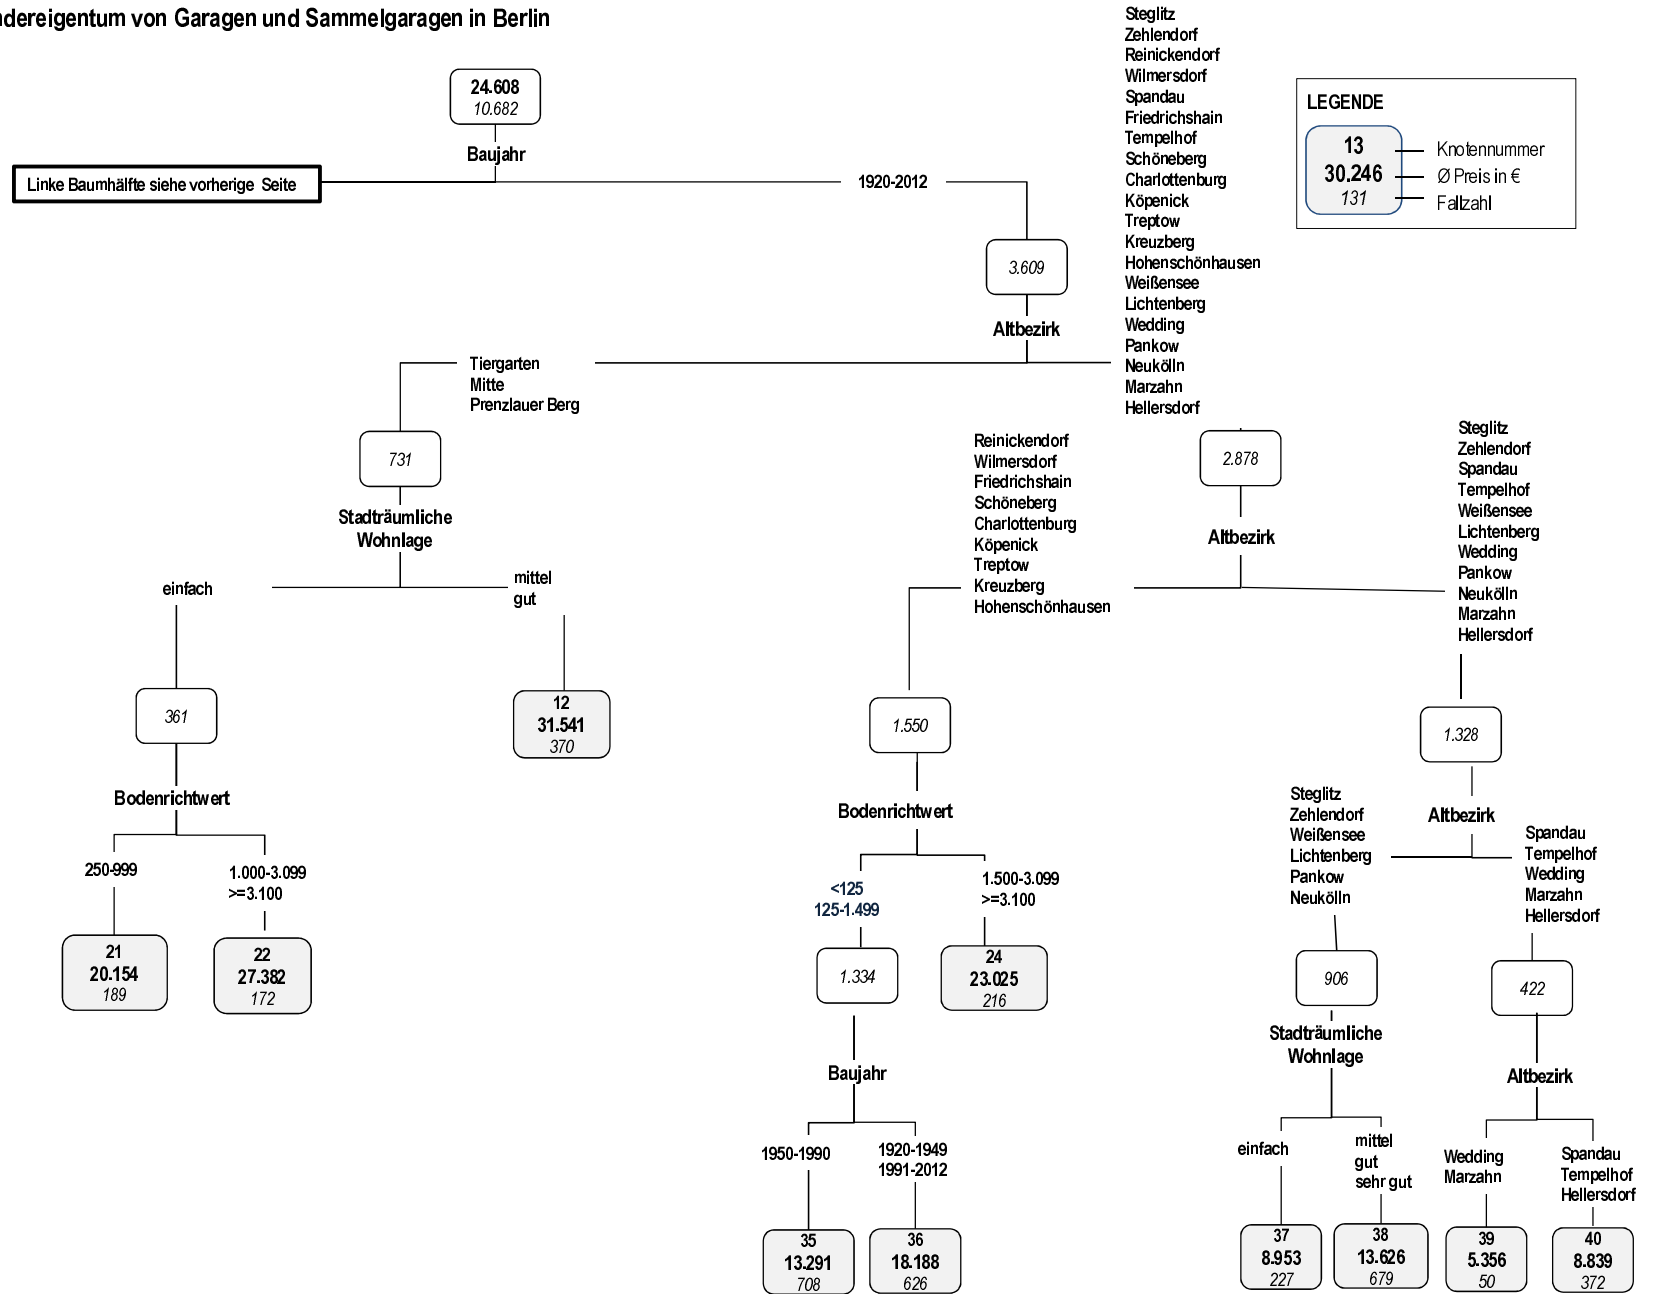 ndereigentum von Garagen und Sammelgaragen in Berlin
24.608
10.682
Baujahr
Linke Baumhälfte siehe vorherige Seite
1920-2012
3.609
Altbezirk
Steglitz
Zehlendorf
Reinickendorf
Wilmersdorf
Spandau
Friedrichshain
Tempelhof
Schöneberg
Charlottenburg
Köpenick
Treptow
Kreuzberg
Hohenschönhausen
Weißensee
Lichtenberg
Wedding
Pankow
Neukölln
Marzahn
Hellersdorf
LEGENDE
13
30.246
131
Knotennummer
Ø Preis in €
Fallzahl
Tiergarten
Mitte
Prenzlauer Berg
731
Stadträumliche
Wohnlage
einfach
mittel
gut
361
12
31.541
370
Bodenrichtwert
250-999
1.000-3.099
>=3.100
21
20.154
189
22
27.382
172
2.878
Altbezirk
Reinickendorf
Wilmersdorf
Friedrichshain
Schöneberg
Charlottenburg
Köpenick
Treptow
Kreuzberg
Hohenschönhausen
Steglitz
Zehlendorf
Spandau
Tempelhof
Weißensee
Lichtenberg
Wedding
Pankow
Neukölln
Marzahn
Hellersdorf
1.550
Bodenrichtwert
<125
125-1.499
1.500-3.099
>=3.100
1.334
24
23.025
216
Baujahr
1950-1990
1920-1949
1991-2012
35
13.291
708
36
18.188
626
1.328
Altbezirk
Steglitz
Zehlendorf
Weißensee
Lichtenberg
Pankow
Neukölln
Spandau
Tempelhof
Wedding
Marzahn
Hellersdorf
906
Stadträumliche
Wohnlage
einfach
mittel
gut
sehr gut
37
8.953
227
38
13.626
679
422
Altbezirk
Wedding
Marzahn
Spandau
Tempelhof
Hellersdorf
39
5.356
50
40
8.839
372